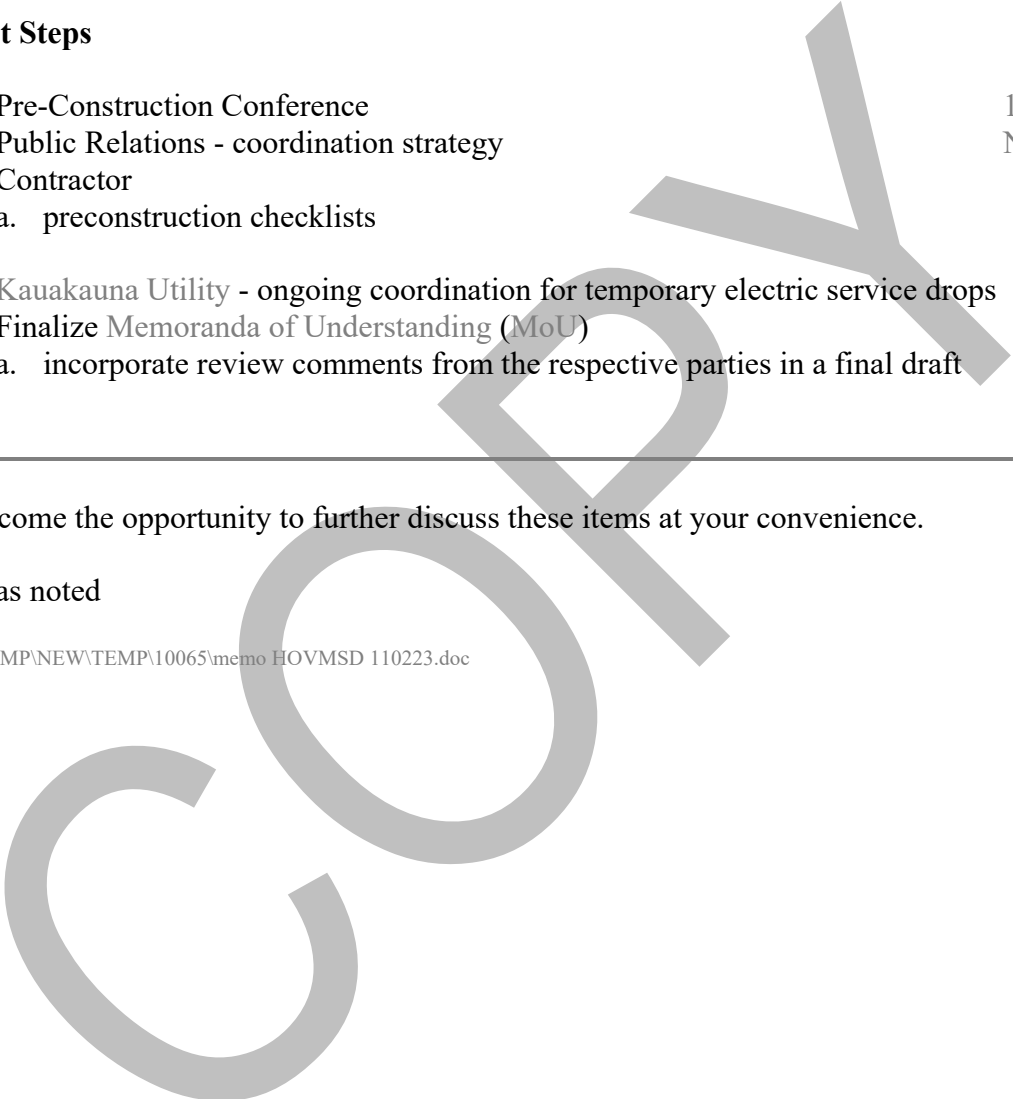 t Steps
Pre-Construction Conference 1
Public Relations - coordination strategy N
Contractor
a. preconstruction checklists
Kauakauna Utility - ongoing coordination for temporary electric service drops
Finalize Memoranda of Understanding (MoU)
a. incorporate review comments from the respective parties in a final draft
come the opportunity to further discuss these items at your convenience.
as noted
MP\NEW\TEMP\10065\memo HOVMSD 110223.doc
COPY